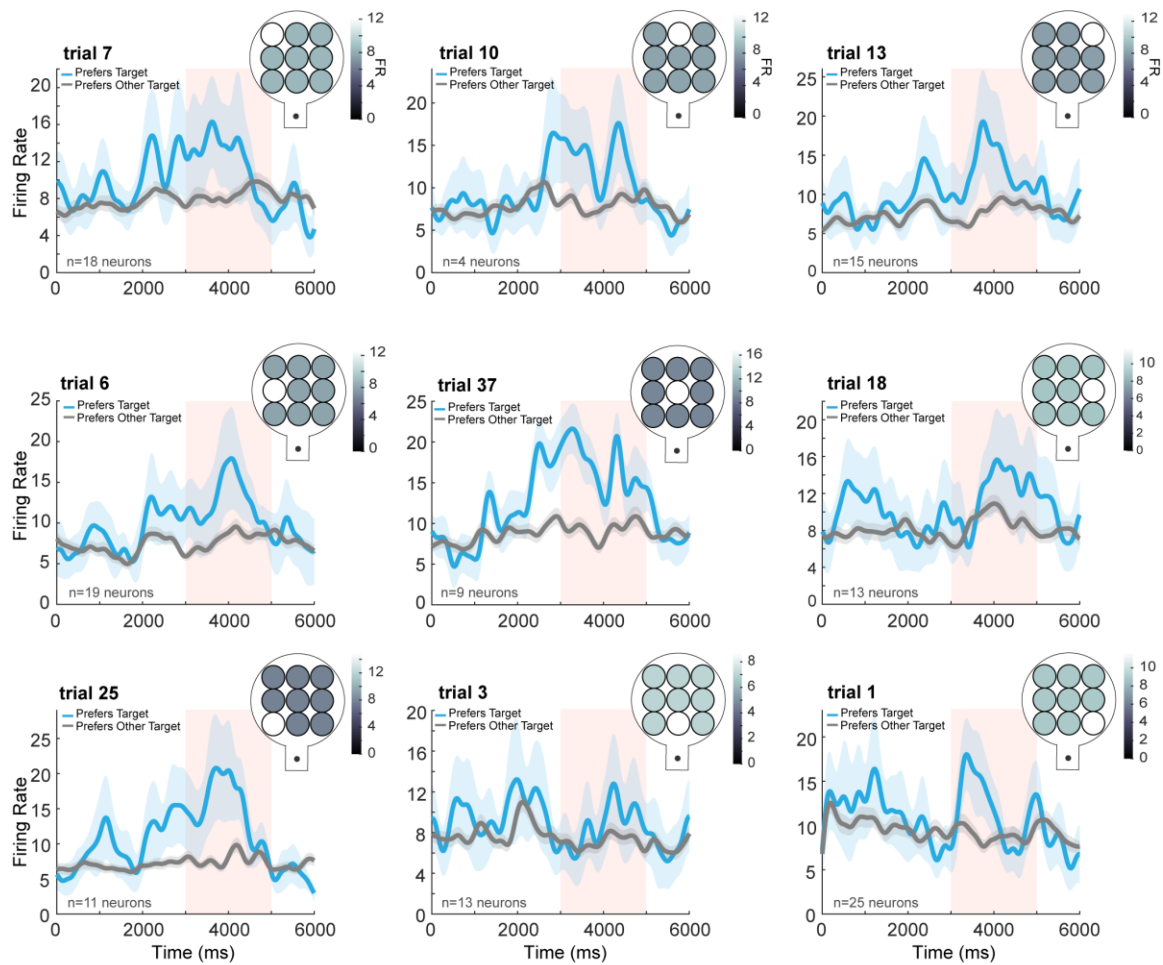 trial 7
Prefers Target
Prefers Other Target
12
8
4
0
FR
Firing Rate
20
16
12
8
4
0
n=18 neurons
0 2000 4000 6000
trial 10
Prefers Target
Prefers Other Target
12
8
4
0
FR
20
15
10
5
0
n=4 neurons
0 2000 4000 6000
trial 13
Prefers Target
Prefers Other Target
12
8
4
0
FR
25
20
15
10
5
0
n=15 neurons
0 2000 4000 6000
trial 6
Prefers Target
Prefers Other Target
12
8
4
0
Firing Rate
25
20
15
10
5
0
n=19 neurons
0 2000 4000 6000
trial 37
Prefers Target
Prefers Other Target
16
12
8
4
0
25
20
15
10
5
0
n=9 neurons
0 2000 4000 6000
trial 18
Prefers Target
Prefers Other Target
10
8
6
4
2
0
20
16
12
8
4
0
n=13 neurons
0 2000 4000 6000
trial 25
Prefers Target
Prefers Other Target
12
8
4
0
Firing Rate
25
20
15
10
5
0
n=11 neurons
0 2000 4000 6000
Time (ms)
trial 3
Prefers Target
Prefers Other Target
8
6
4
2
0
20
16
12
8
4
0
n=13 neurons
0 2000 4000 6000
Time (ms)
trial 1
Prefers Target
Prefers Other Target
10
8
6
4
2
0
20
15
10
5
0
n=25 neurons
0 2000 4000 6000
Time (ms)